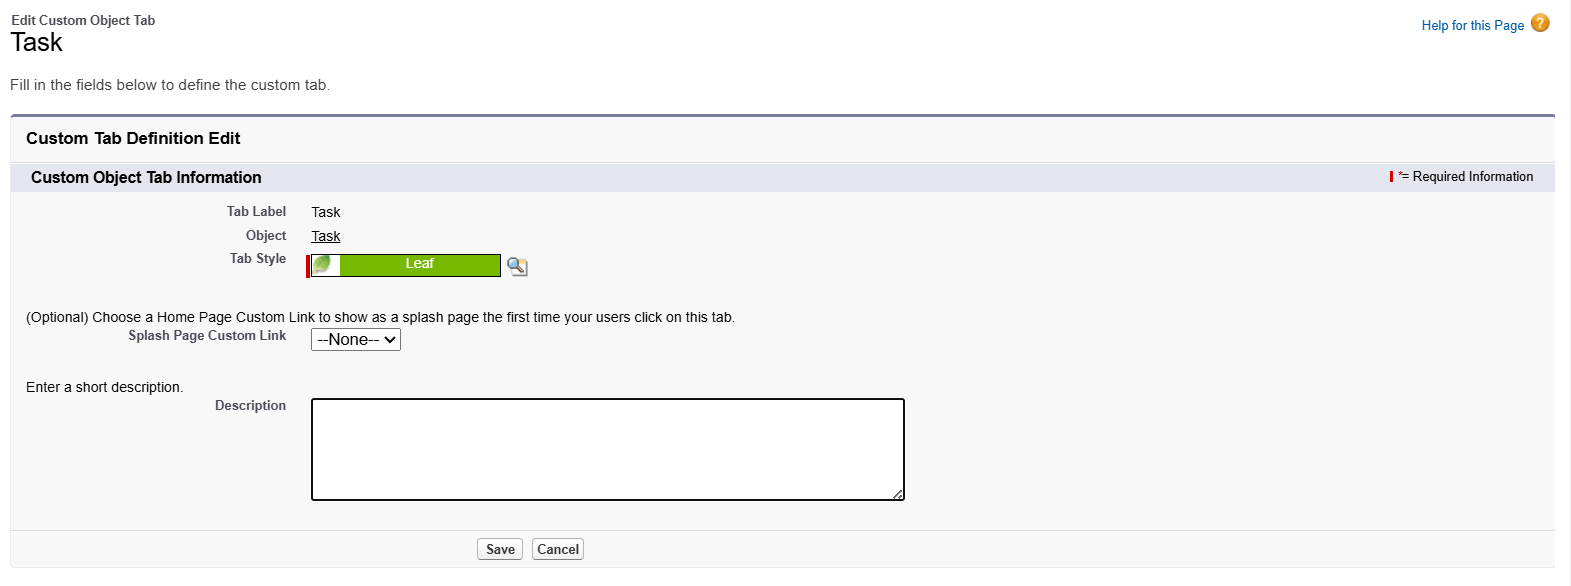 Edit Custom Object Tab
Task
Help for this Page ?
Fill in the fields below to define the custom tab.
Custom Tab Definition Edit
Custom Object Tab Information
*= Required Information
Tab Label Task
Object Task
Tab Style Leaf
(Optional) Choose a Home Page Custom Link to show as a splash page the first time your users click on this tab.
Splash Page Custom Link --None--
Enter a short description.
Description
Save Cancel